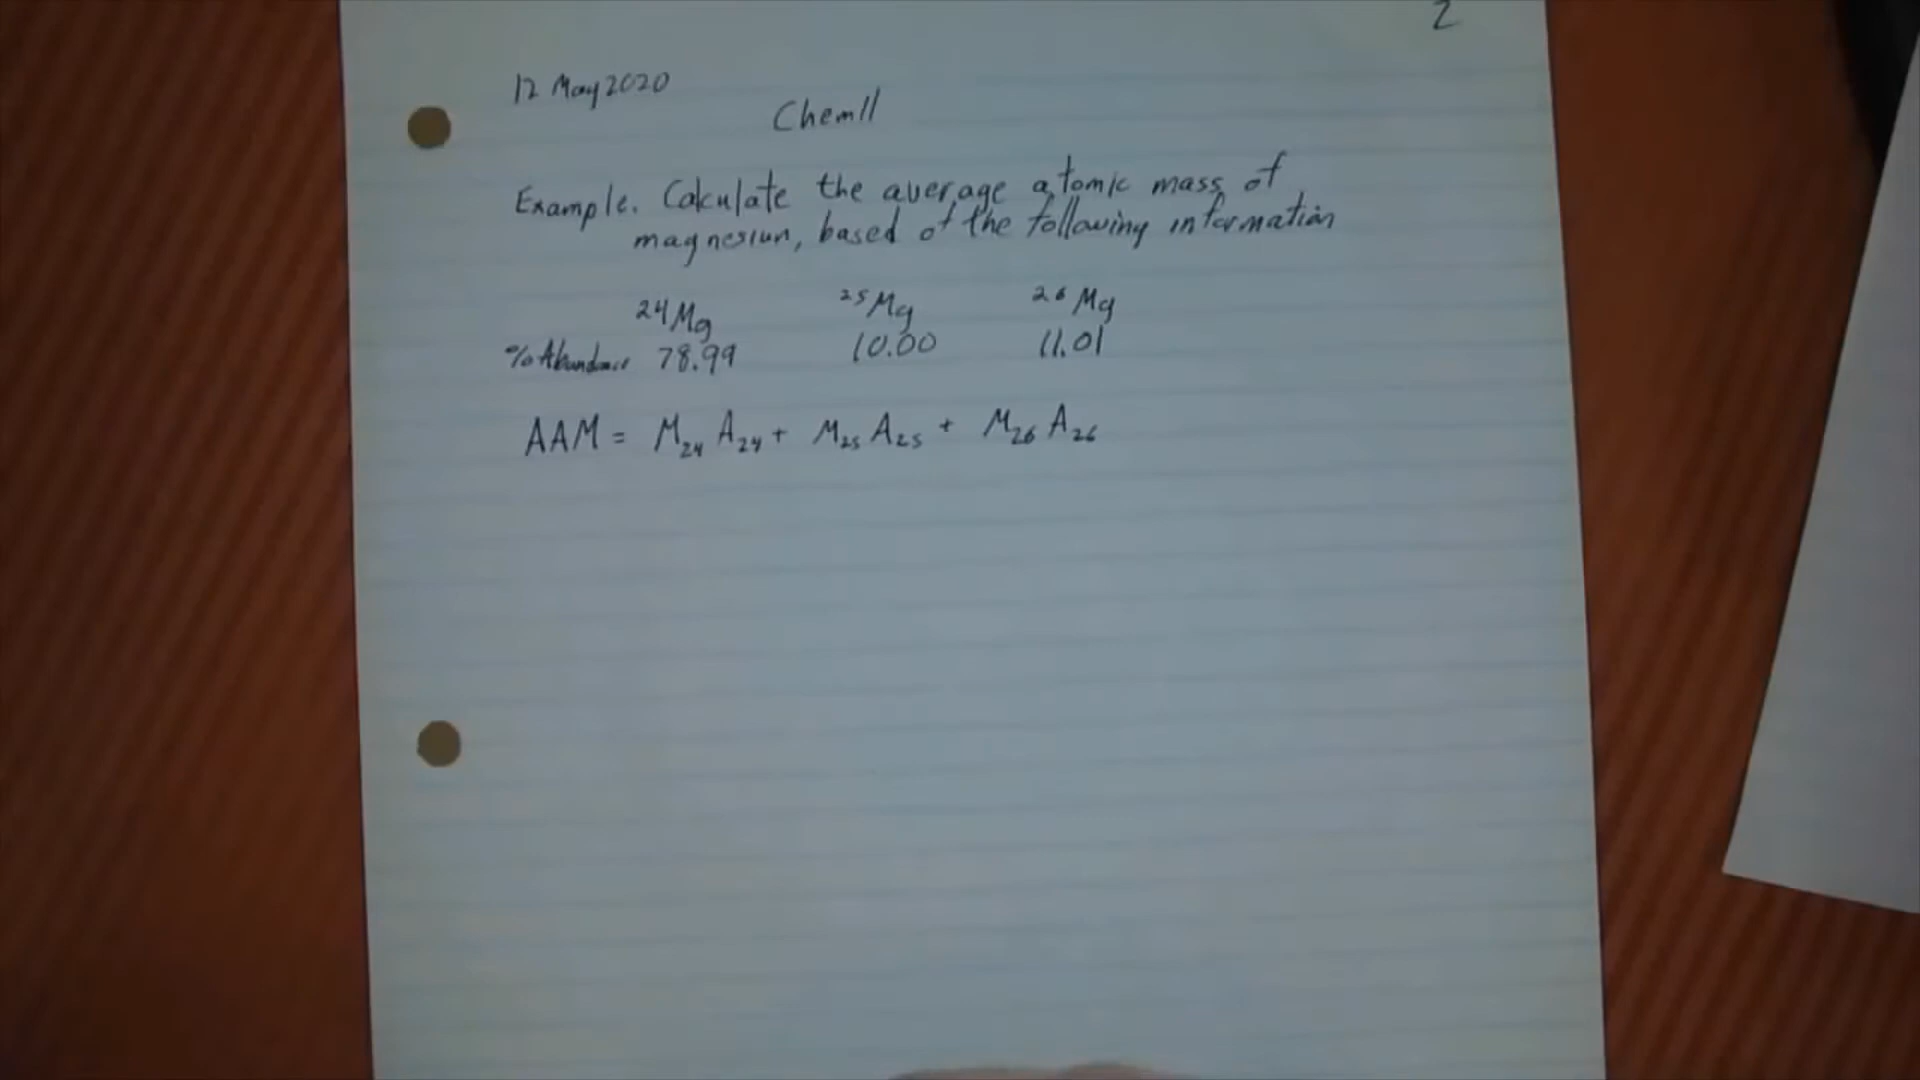 2
12 May 2020
Chem11
Example. Calculate the average atomic mass of
magnesium, based of the following information
24Mg 25Mg 26Mg
% Abundance 78.99 10.00 11.01
AAM = M24 A24 + M25 A25 + M26 A26